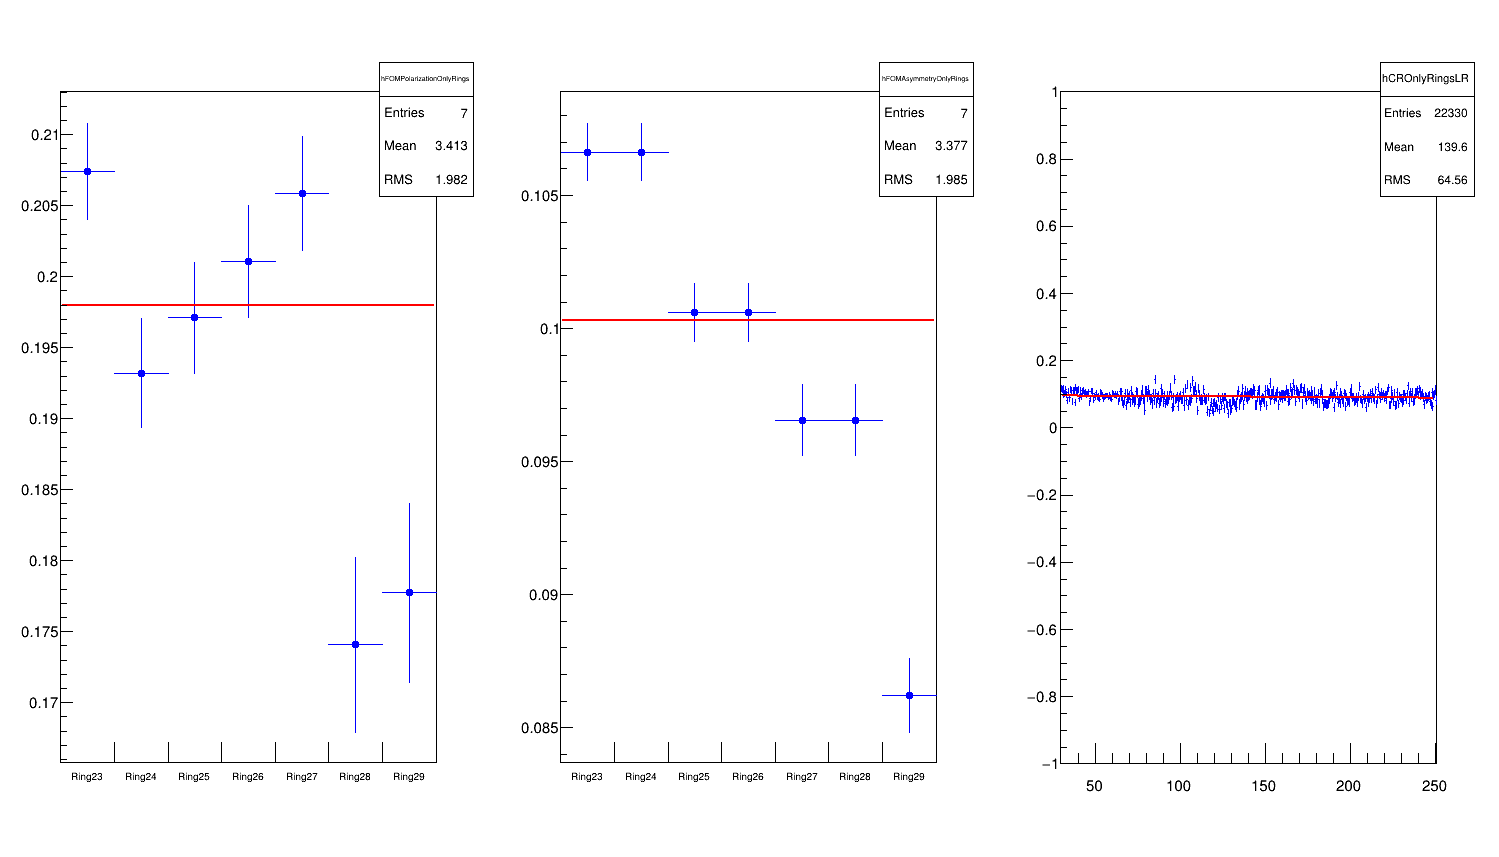 hFOMPolarizationOnlyRings
Entries 7
Mean 3.413
RMS 1.982
0.21
0.205
0.2
0.195
0.19
0.185
0.18
0.175
0.17
Ring23 Ring24 Ring25 Ring26 Ring27 Ring28 Ring29
hFOMAsymmetryOnlyRings
Entries 7
Mean 3.377
RMS 1.985
0.105
0.1
0.095
0.09
0.085
Ring23 Ring24 Ring25 Ring26 Ring27 Ring28 Ring29
hCROnlyRingsLR
Entries 22330
Mean 139.6
RMS 64.56
1
0.8
0.6
0.4
0.2
0
−0.2
−0.4
−0.6
−0.8
−1
50 100 150 200 250